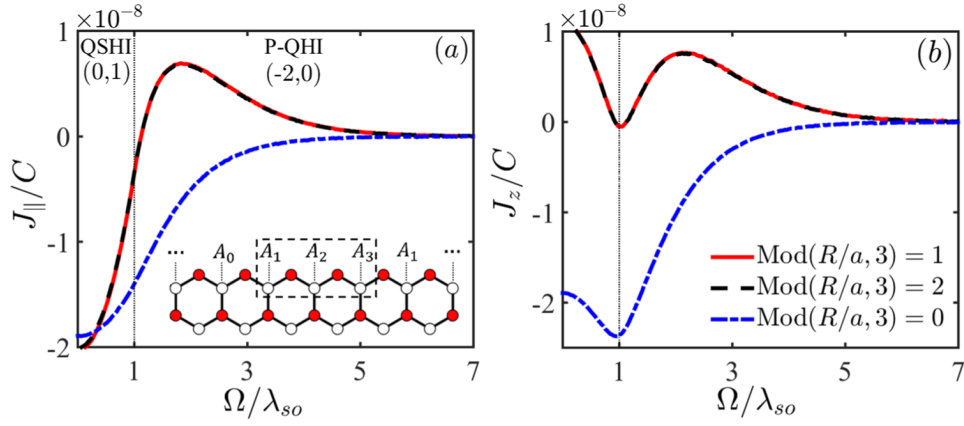 ×10⁻⁸
1
0
-1
-2
J∥/C
QSHI
(0,1)
P-QHI
(-2,0)
(a)
... A₀ A₁ A₂ A₃ A₁ ...
1 3 5 7
Ω/λso
×10⁻⁸
1
0
-1
-2
Jz/C
(b)
Mod(R/a, 3) = 1
Mod(R/a, 3) = 2
Mod(R/a, 3) = 0
1 3 5 7
Ω/λso